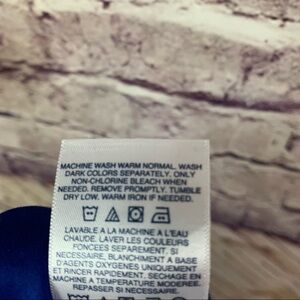 MACHINE WASH WARM NORMAL. WASH
DARK COLORS SEPARATELY. ONLY
NON-CHLORINE BLEACH WHEN
NEEDED. REMOVE PROMPTLY. TUMBLE
DRY LOW. WARM IRON IF NEEDED.
LAVABLE A LA MACHINE A L'EAU
CHAUDE. LAVER LES COULEURS
FONCEES SEPAREMENT. SI
NECESSAIRE, BLANCHIMENT A BASE
D'AGENTS OXYGENES UNIQUEMENT
ET RINCER RAPIDEMENT. SECHAGE EN
MACHINE A TEMPERATURE MODEREE.
REPASSER SI NECESSAIRE.